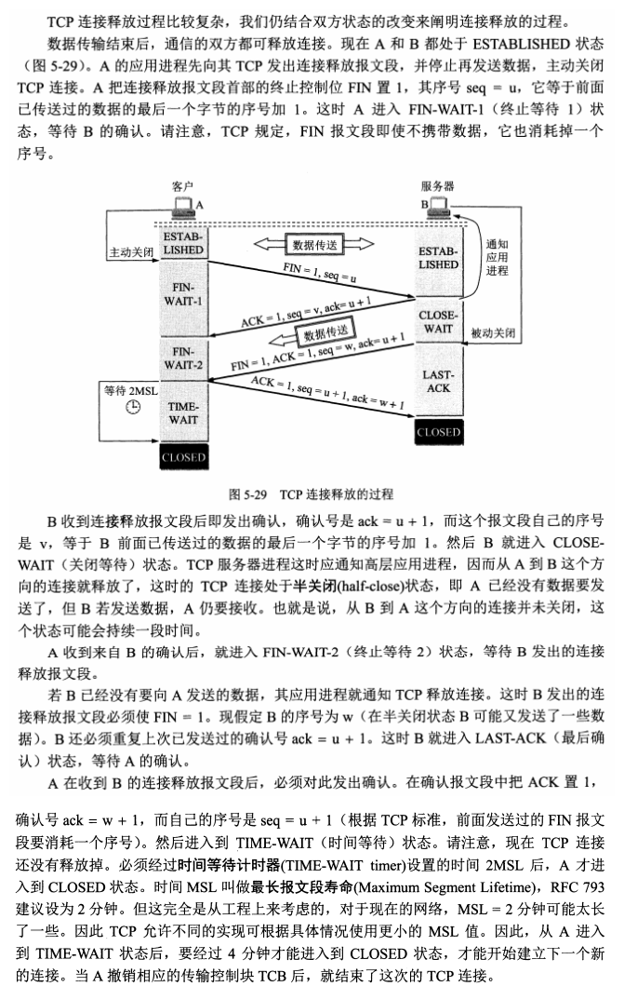 TCP 连接释放过程比较复杂，我们仍结合双方状态的改变来阐明连接释放的过程。
数据传输结束后，通信的双方都可释放连接。现在 A 和 B 都处于 ESTABLISHED 状态
（图 5-29）。A 的应用进程先向其 TCP 发出连接释放报文段，并停止再发送数据，主动关闭
TCP 连接。A 把连接释放报文段首部的终止控制位 FIN 置 1，其序号 seq = u，它等于前面
已传送过的数据的最后一个字节的序号加 1。这时 A 进入 FIN-WAIT-1（终止等待 1）状
态，等待 B 的确认。请注意，TCP 规定，FIN 报文段即使不携带数据，它也消耗掉一个
序号。
客户
服务器
A
B
ESTAB-
LISHED
数据传送
ESTAB-
LISHED
通知
应用
进程
主动关闭
FIN = 1, seq = u
FIN-
WAIT-1
ACK = 1, seq = v, ack= u + 1
CLOSE-
WAIT
数据传送
被动关闭
FIN-
WAIT-2
FIN = 1, ACK = 1, seq = w, ack= u + 1
LAST-
ACK
等待 2MSL
ACK = 1, seq = u + 1, ack = w + 1
TIME-
WAIT
CLOSED
CLOSED
图 5-29 TCP 连接释放的过程
B 收到连接释放报文段后即发出确认，确认号是 ack = u + 1，而这个报文段自己的序号
是 v，等于 B 前面已传送过的数据的最后一个字节的序号加 1。然后 B 就进入 CLOSE-
WAIT（关闭等待）状态。TCP 服务器进程这时应通知高层应用进程，因而从 A 到 B 这个方
向的连接就释放了，这时的 TCP 连接处于半关闭(half-close)状态，即 A 已经没有数据要发
送了，但 B 若发送数据，A 仍要接收。也就是说，从 B 到 A 这个方向的连接并未关闭，这
个状态可能会持续一段时间。
A 收到来自 B 的确认后，就进入 FIN-WAIT-2（终止等待 2）状态，等待 B 发出的连接
释放报文段。
若 B 已经没有要向 A 发送的数据，其应用进程就通知 TCP 释放连接。这时 B 发出的连
接释放报文段必须使 FIN = 1。现假定 B 的序号为 w（在半关闭状态 B 可能又发送了一些数
据）。B 还必须重复上次已发送过的确认号 ack = u + 1。这时 B 就进入 LAST-ACK（最后确
认）状态，等待 A 的确认。
A 在收到 B 的连接释放报文段后，必须对此发出确认。在确认报文段中把 ACK 置 1，
确认号 ack = w + 1，而自己的序号是 seq = u + 1（根据 TCP 标准，前面发送过的 FIN 报文
段要消耗一个序号）。然后进入到 TIME-WAIT（时间等待）状态。请注意，现在 TCP 连接
还没有释放掉。必须经过时间等待计时器(TIME-WAIT timer)设置的时间 2MSL 后，A 才进
入到 CLOSED 状态。时间 MSL 叫做最长报文段寿命(Maximum Segment Lifetime)，RFC 793
建议设为 2 分钟。但这完全是从工程上来考虑的，对于现在的网络，MSL = 2 分钟可能太长
了一些。因此 TCP 允许不同的实现可根据具体情况使用更小的 MSL 值。因此，从 A 进入
到 TIME-WAIT 状态后，要经过 4 分钟才能进入到 CLOSED 状态，才能开始建立下一个新
的连接。当 A 撤销相应的传输控制块 TCB 后，就结束了这次的 TCP 连接。